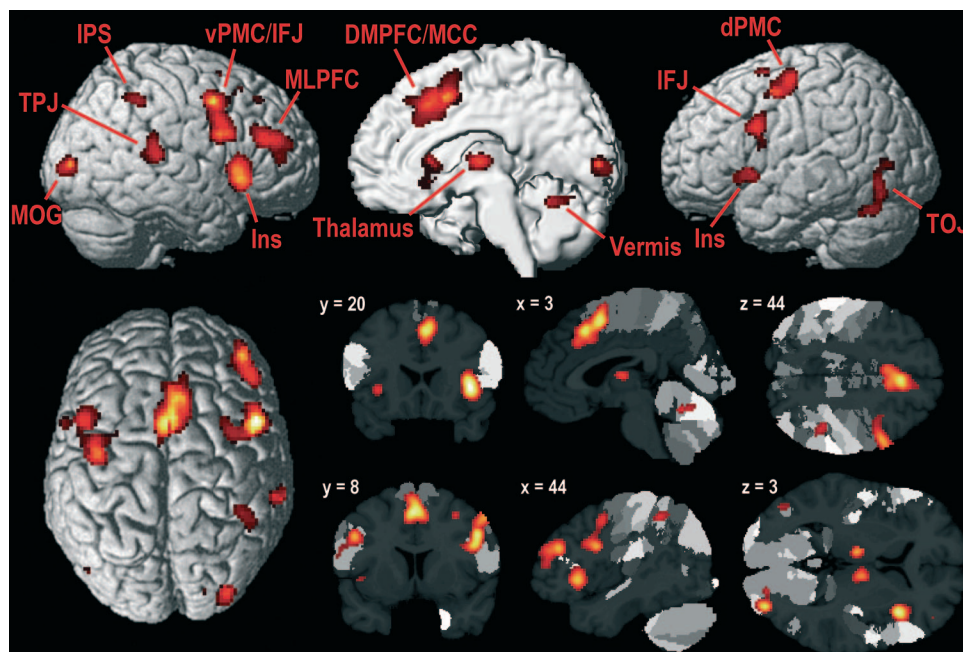 IPS
vPMC/IFJ
DMPFC/MCC
dPMC
MLPFC
IFJ
TPJ
MOG
Ins
Thalamus
Vermis
Ins
TOJ
y = 20
x = 3
z = 44
y = 8
x = 44
z = 3